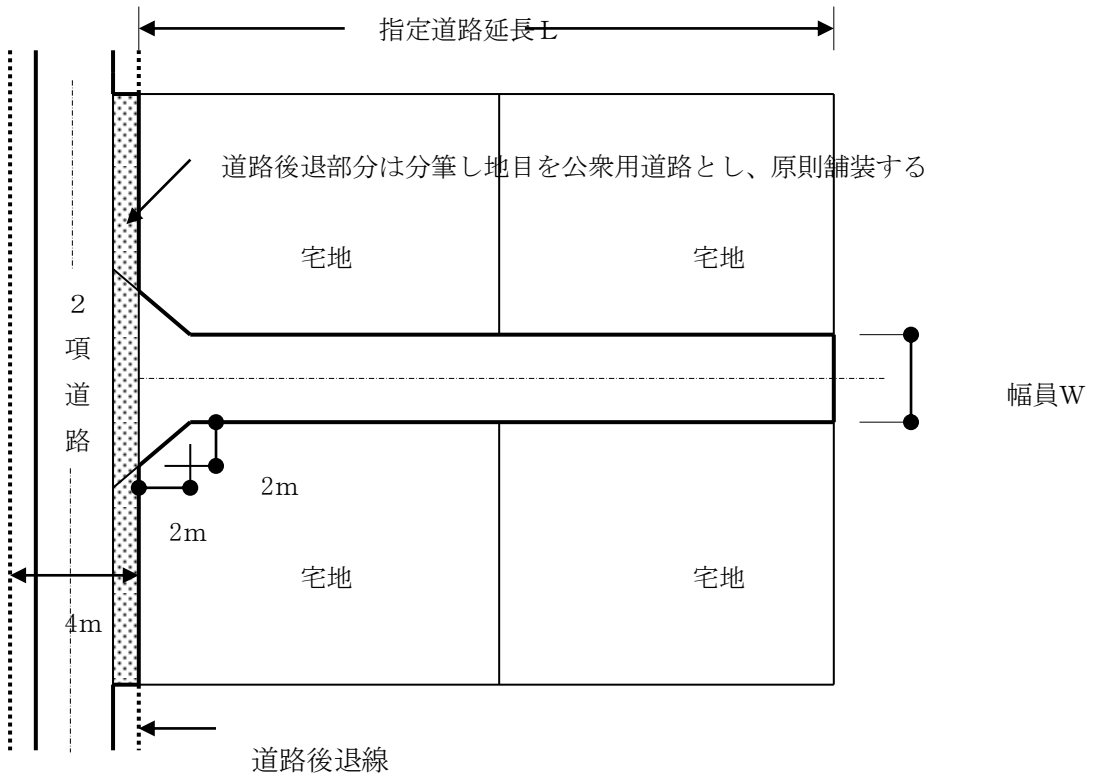 指定道路延長L
道路後退部分は分筆し地目を公衆用道路とし、原則舗装する
宅地
宅地
2項道路
幅員W
2m
2m
宅地
宅地
4m
道路後退線